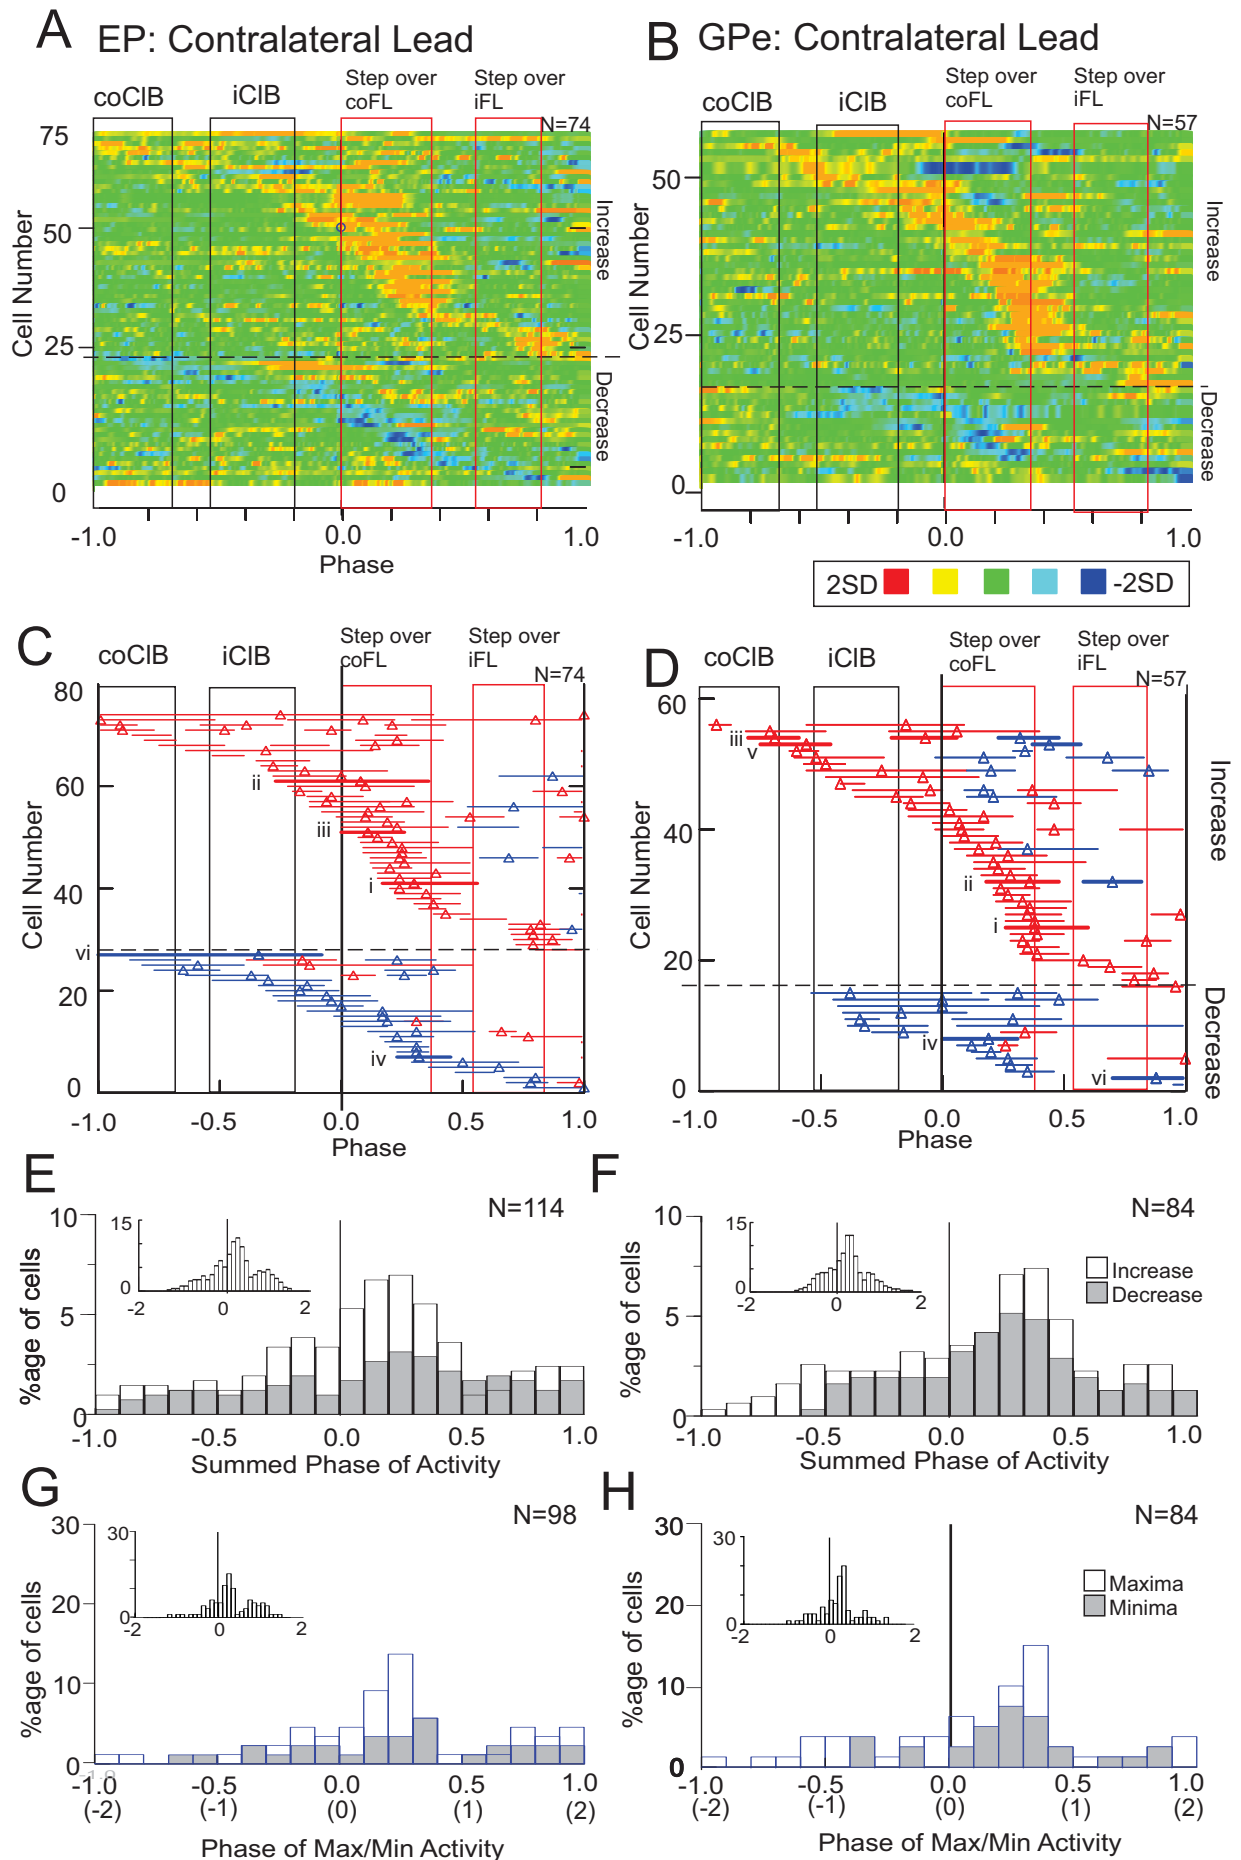 A EP: Contralateral Lead
coClB
iClB
Step over
coFL
Step over
iFL
N=74
75
50
25
0
Cell Number
Increase
Decrease
-1.0 0.0 1.0
Phase
B GPe: Contralateral Lead
coClB
iClB
Step over
coFL
Step over
iFL
N=57
50
25
0
Cell Number
Increase
Decrease
-1.0 0.0 1.0
2SD -2SD
C
coClB
iClB
Step over
coFL
Step over
iFL
N=74
80
60
40
20
0
Cell Number
ii
iii
i
vi
iv
-1.0 -0.5 0.0 0.5 1.0
Phase
D
coClB
iClB
Step over
coFL
Step over
iFL
N=57
60
40
20
0
Cell Number
iii
v
ii
i
iv
vi
Increase
Decrease
-1.0 -0.5 0.0 0.5 1.0
Phase
E
N=114
10
5
0
%age of cells
15
0
-2 0 2
-1.0 -0.5 0.0 0.5 1.0
Summed Phase of Activity
F
N=84
10
5
0
%age of cells
15
0
-2 0 2
Increase
Decrease
-1.0 -0.5 0.0 0.5 1.0
Summed Phase of Activity
G
N=98
30
20
10
0
%age of cells
30
0
-2 0 2
-1.0 -0.5 0.0 0.5 1.0
(-2) (-1) (0) (1) (2)
Phase of Max/Min Activity
H
N=84
30
20
10
0
%age of cells
30
0
-2 0 2
Maxima
Minima
-1.0 -0.5 0.0 0.5 1.0
(-2) (-1) (0) (1) (2)
Phase of Max/Min Activity